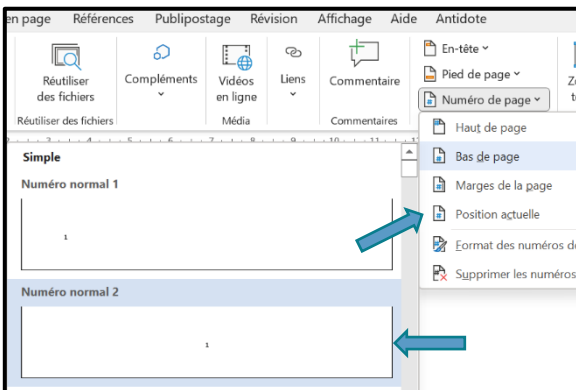 en page Références Publipostage Révision Affichage Aide Antidote
Réutiliser
des fichiers
Compléments
Vidéos
en ligne
Liens
Commentaire
En-tête
Pied de page
Numéro de page
Réutiliser des fichiers
Média
Commentaires
Simple
Numéro normal 1
1
Numéro normal 2
1
Haut de page
Bas de page
Marges de la page
Position actuelle
Format des numéros d
Supprimer les numéros